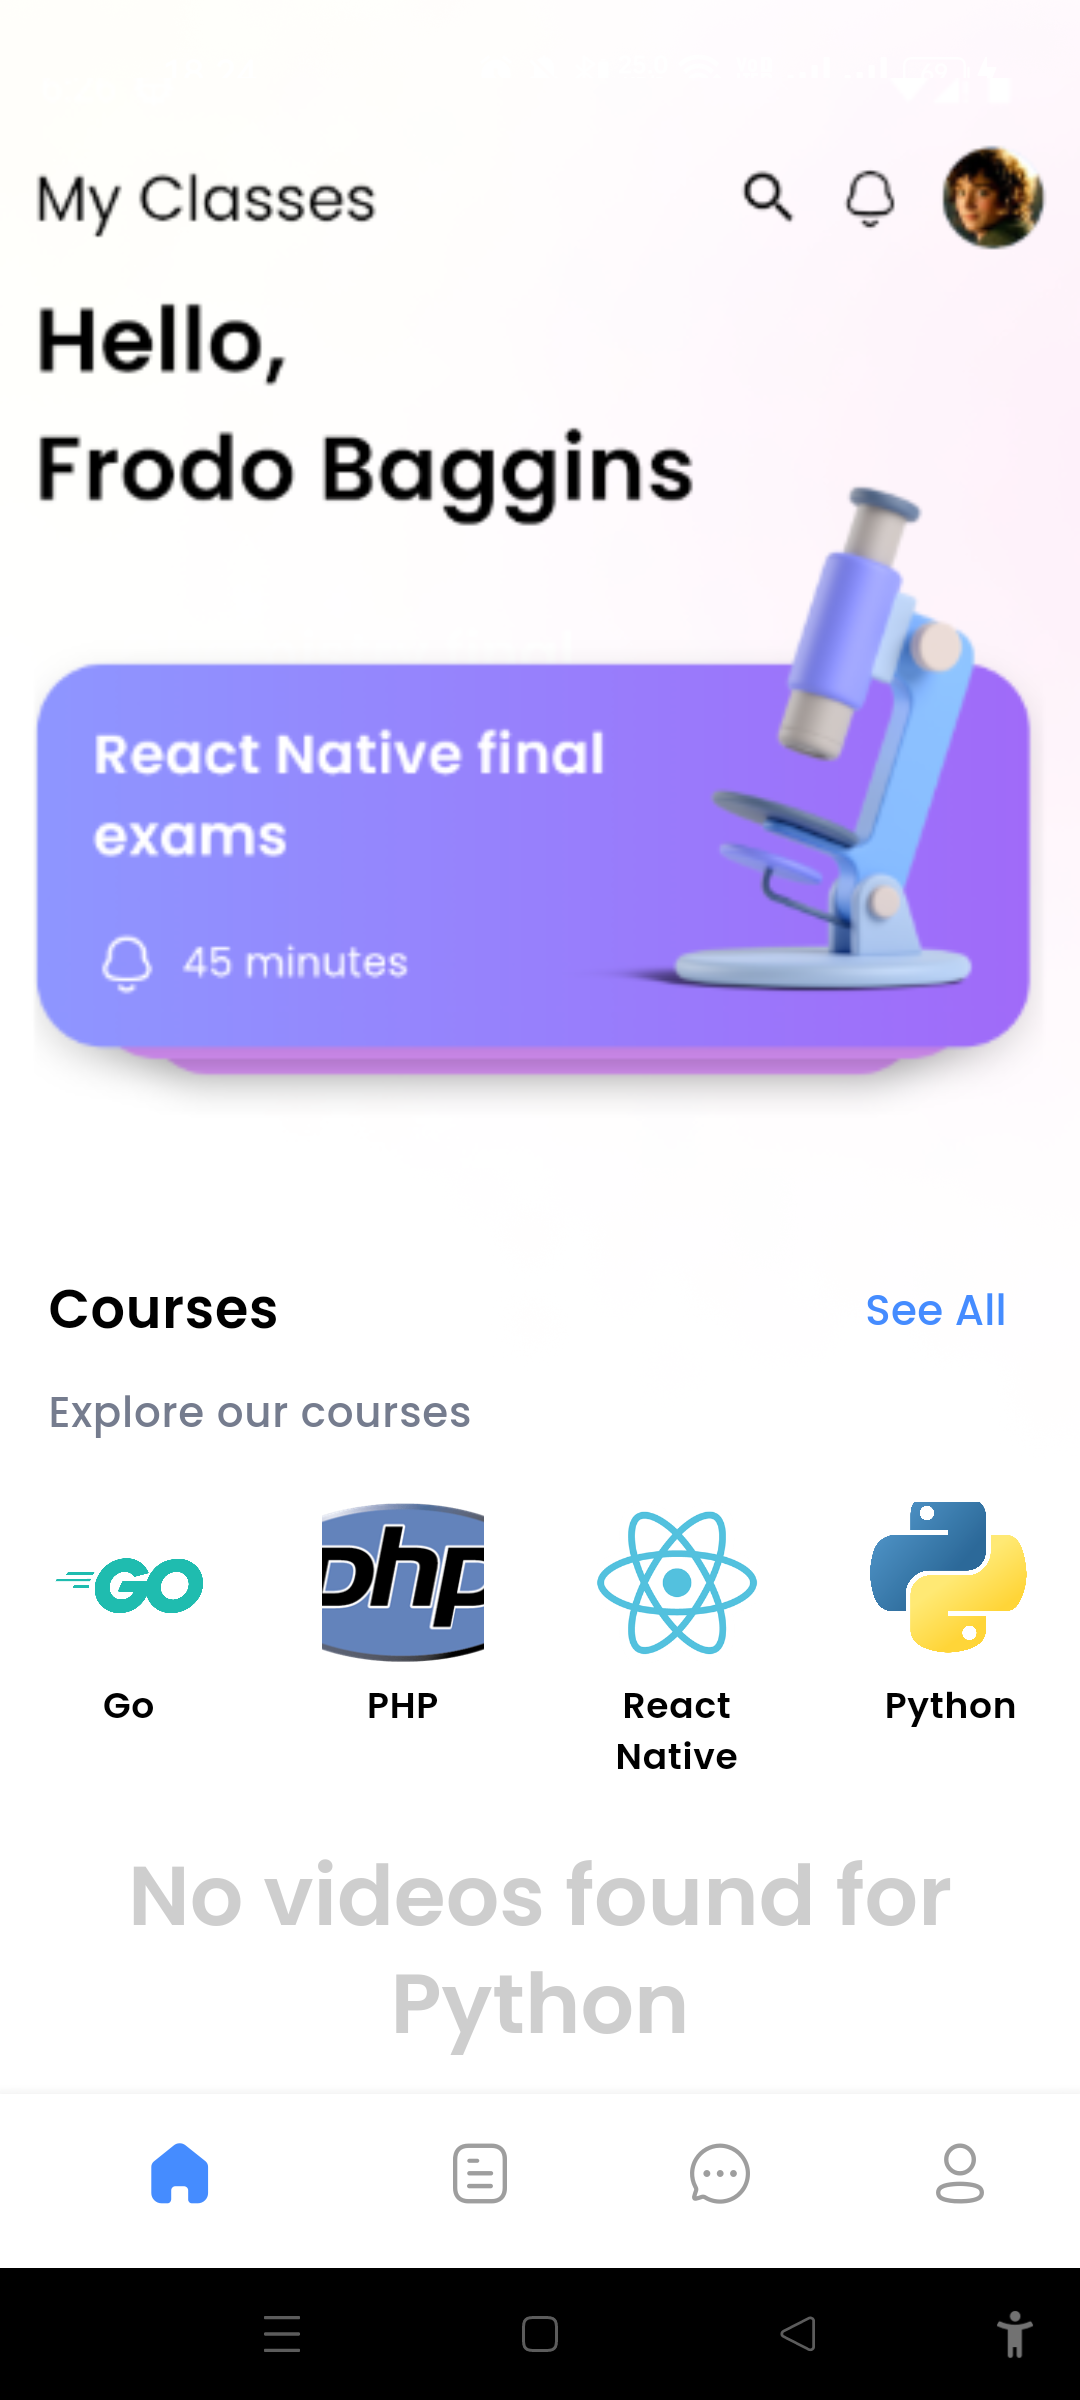 My Classes
Hello,
Frodo Baggins
React Native final
exams
45 minutes
Courses
See All
Explore our courses
GO
php
Go
PHP
React
Native
Python
No videos found for
Python